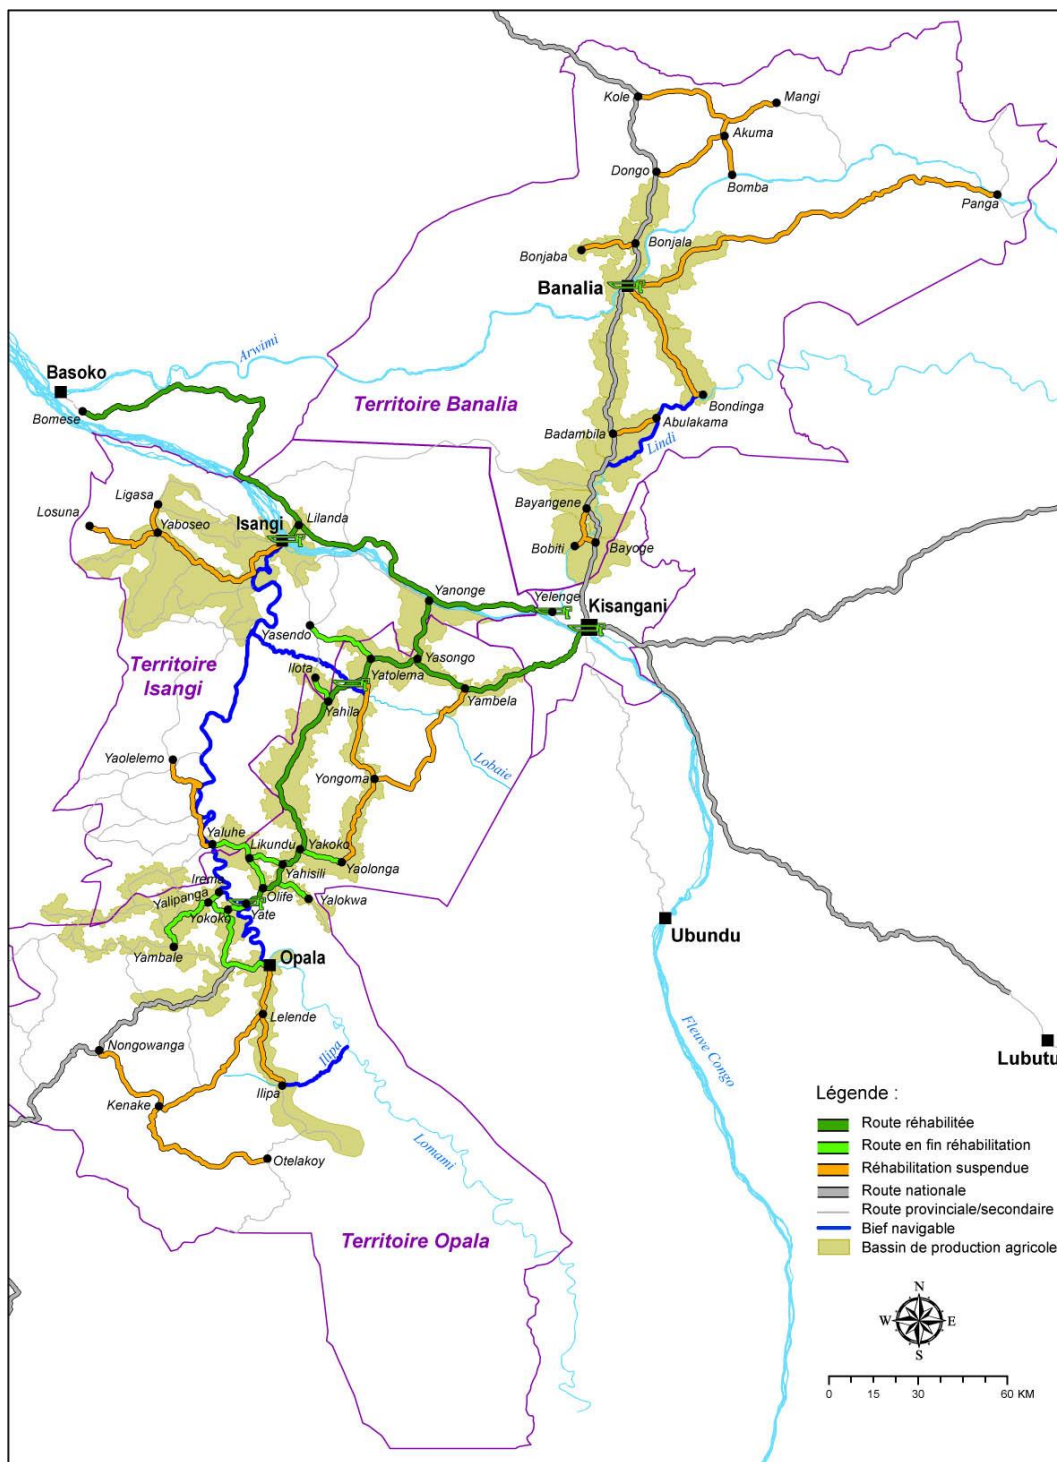 Kole
Mangi
Akuma
Dongo
Bomba
Panga
Bonjala
Bonjaba
Banalia
Arwimi
Basoko
Bomese
Territoire Banalia
Bondinga
Abulakama
Badambila
Lindi
Ligasa
Losuna
Yaboseo
Isangi
Lilanda
Bayangene
Bobiti
Bayoge
Yanonge
Yelenge
Kisangani
Yasendo
Territoire
Isangi
Ilota
Yatolema
Yasongo
Yahila
Yambela
Yaolelemo
Lobaie
Yongoma
Yaluhe
Likundu
Yakoko
Yaolonga
Yahisili
Irema
Yalipanga
Olife
Yalokwa
Yokoko
Yate
Yambale
Opala
Ubundu
Lelende
Nongowanga
Ilipa
Fleuve Congo
Lubutu
Ilipa
Kenake
Lomami
Otelakoy
Territoire Opala
Légende :
Route réhabilitée
Route en fin réhabilitation
Réhabilitation suspendue
Route nationale
Route provinciale/secondaire
Bief navigable
Bassin de production agricole
N
W E
S
0 15 30 60 KM